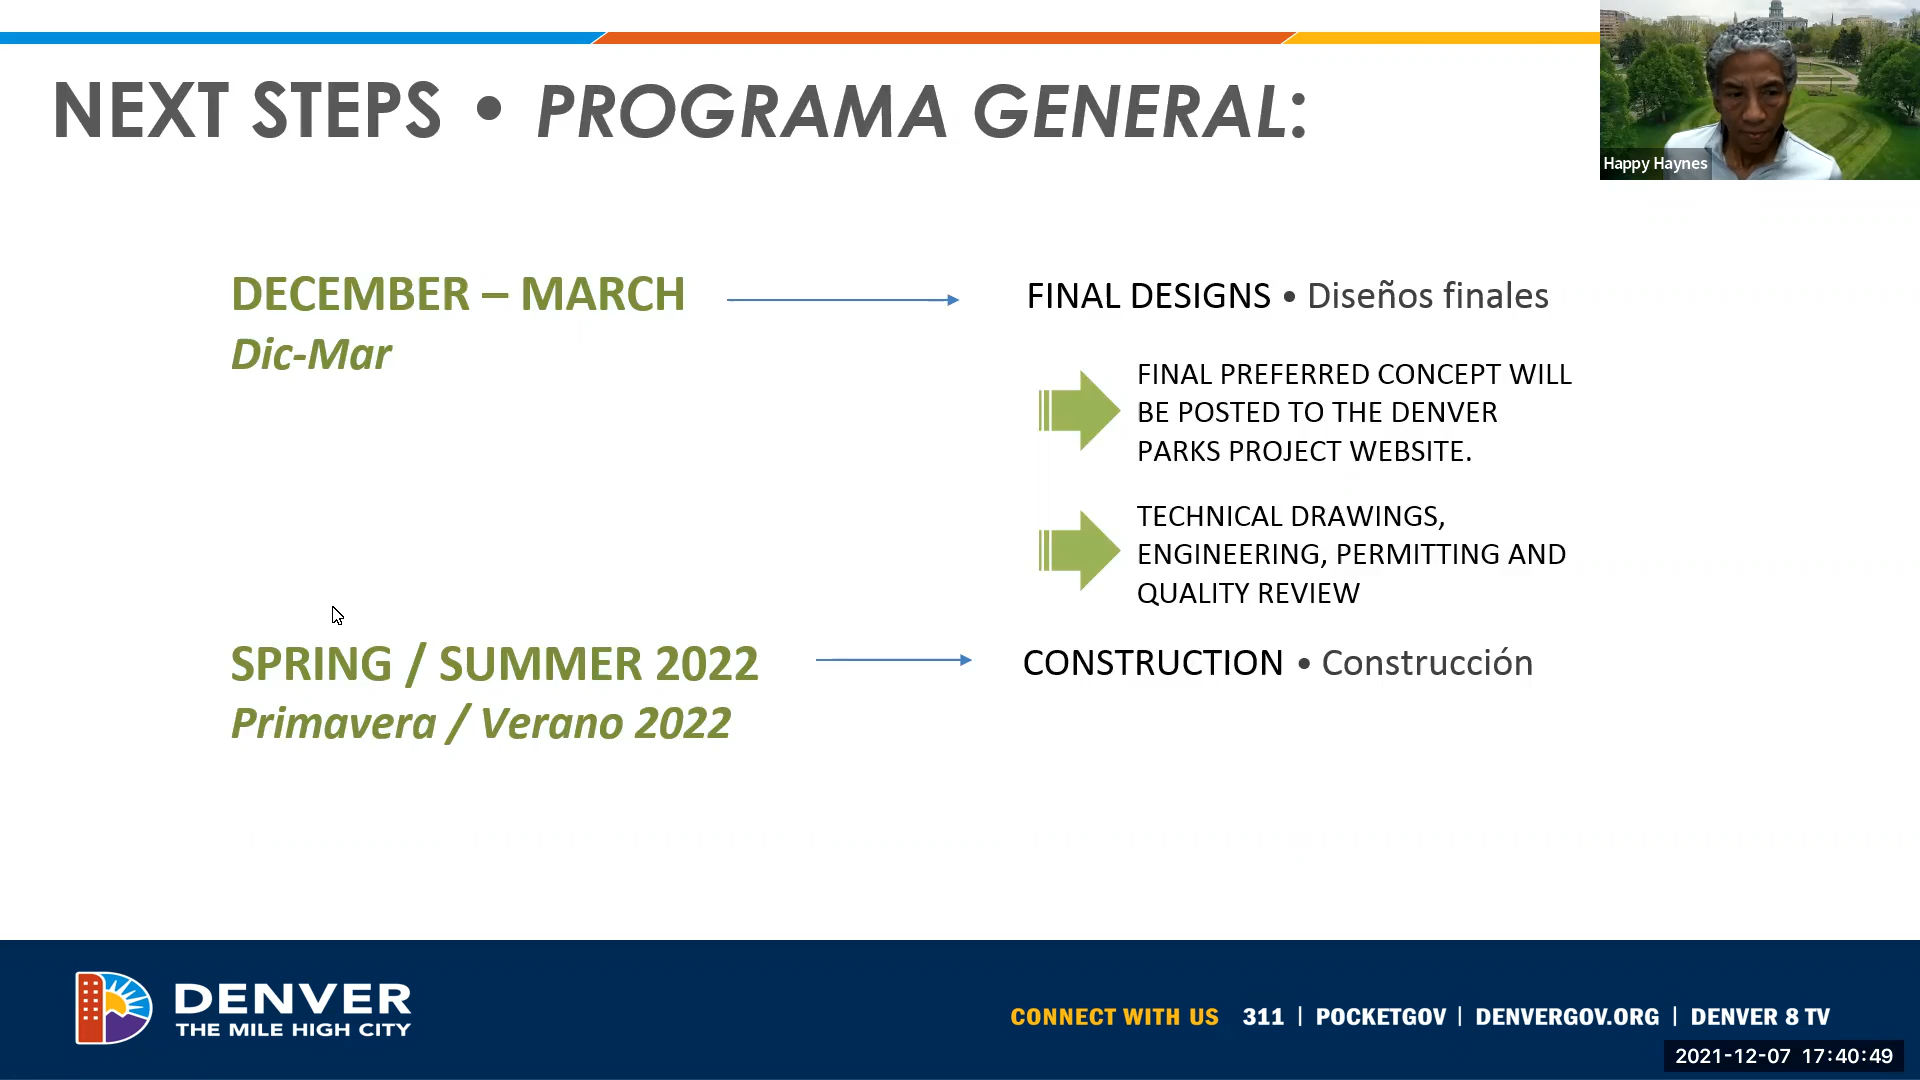 NEXT STEPS • PROGRAMA GENERAL:
Happy Haynes
DECEMBER – MARCH
Dic-Mar
FINAL DESIGNS • Diseños finales
FINAL PREFERRED CONCEPT WILL
BE POSTED TO THE DENVER
PARKS PROJECT WEBSITE.
TECHNICAL DRAWINGS,
ENGINEERING, PERMITTING AND
QUALITY REVIEW
SPRING / SUMMER 2022
Primavera / Verano 2022
CONSTRUCTION • Construcción
DENVER
THE MILE HIGH CITY
CONNECT WITH US 311 | POCKETGOV | DENVERGOV.ORG | DENVER 8 TV
2021-12-07 17:40:49